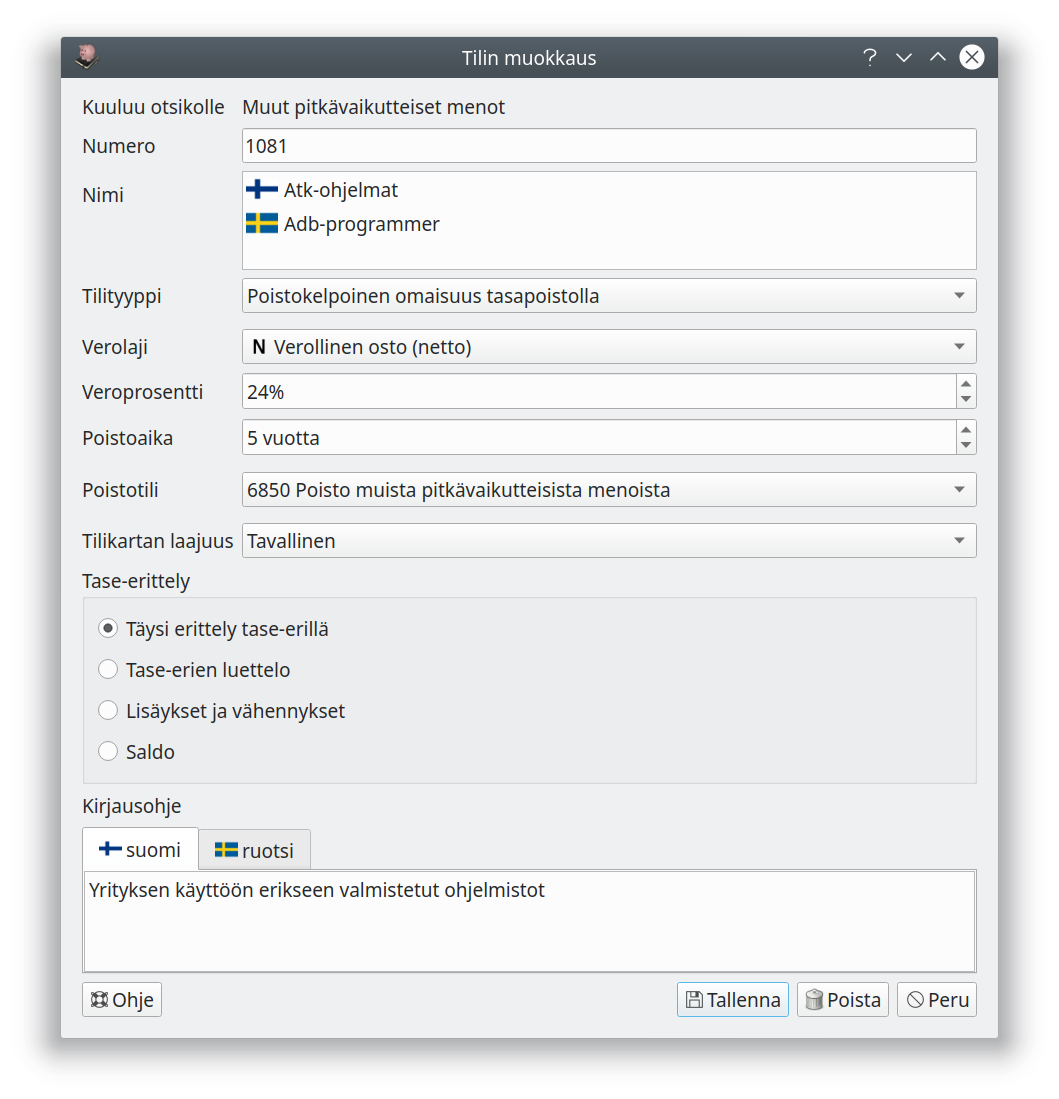 Tilin muokkaus
Kuuluu otsikolle Muut pitkävaikutteiset menot
Numero 1081
Nimi
Atk-ohjelmat
Adb-programmer
Tilityyppi Poistokelpoinen omaisuus tasapoistolla
Verolaji N Verollinen osto (netto)
Veroprosentti 24%
Poistoaika 5 vuotta
Poistotili 6850 Poisto muista pitkävaikutteisista menoista
Tilikartan laajuus Tavallinen
Tase-erittely
Täysi erittely tase-erillä
Tase-erien luettelo
Lisäykset ja vähennykset
Saldo
Kirjausohje
suomi ruotsi
Yrityksen käyttöön erikseen valmistetut ohjelmistot
Ohje Tallenna Poista Peru